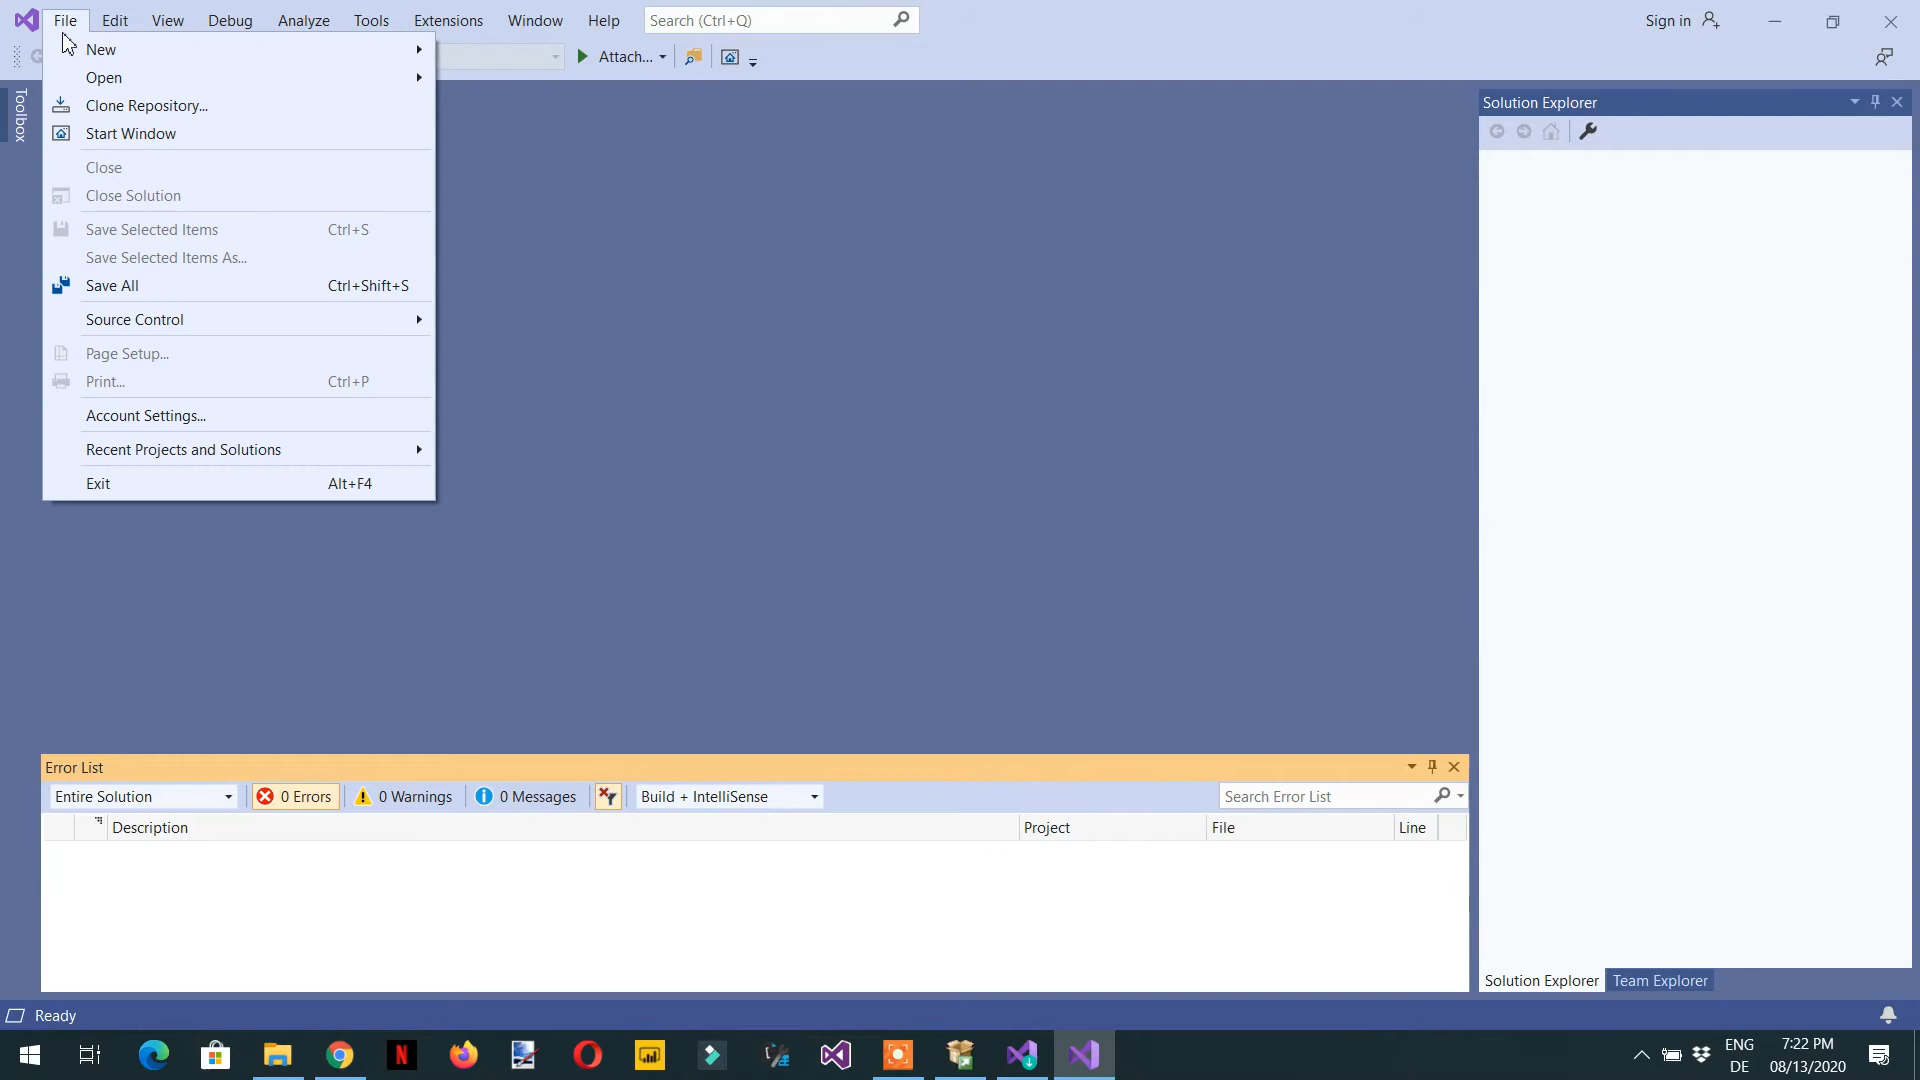 File Edit View Debug Analyze Tools Extensions Window Help Search (Ctrl+Q) Sign in
Attach...
Toolbox
New
Open
Clone Repository...
Start Window
Close
Close Solution
Save Selected Items Ctrl+S
Save Selected Items As...
Save All Ctrl+Shift+S
Source Control
Page Setup...
Print... Ctrl+P
Account Settings...
Recent Projects and Solutions
Exit Alt+F4
Solution Explorer
Error List
Entire Solution 0 Errors 0 Warnings 0 Messages Build + IntelliSense Search Error List
Description Project File Line
Solution Explorer Team Explorer
Ready
N
ENG 7:22 PM
DE 08/13/2020